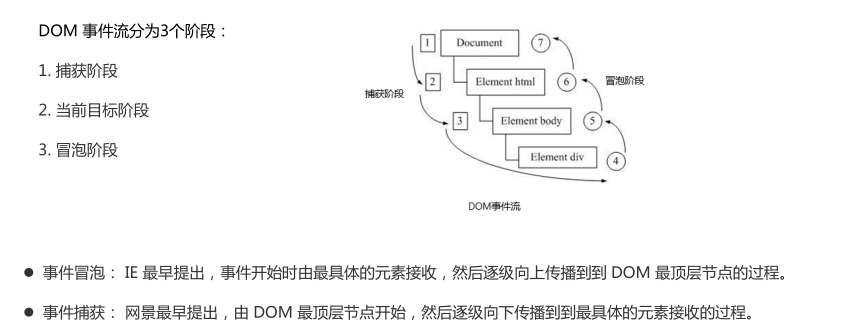 DOM 事件流分为3个阶段：
1. 捕获阶段
2. 当前目标阶段
3. 冒泡阶段
1 Document 7
2 Element html 6 冒泡阶段
捕获阶段
3 Element body 5
Element div 4
DOM事件流
● 事件冒泡： IE 最早提出，事件开始时由最具体的元素接收，然后逐级向上传播到到 DOM 最顶层节点的过程。
● 事件捕获： 网景最早提出，由 DOM 最顶层节点开始，然后逐级向下传播到到最具体的元素接收的过程。